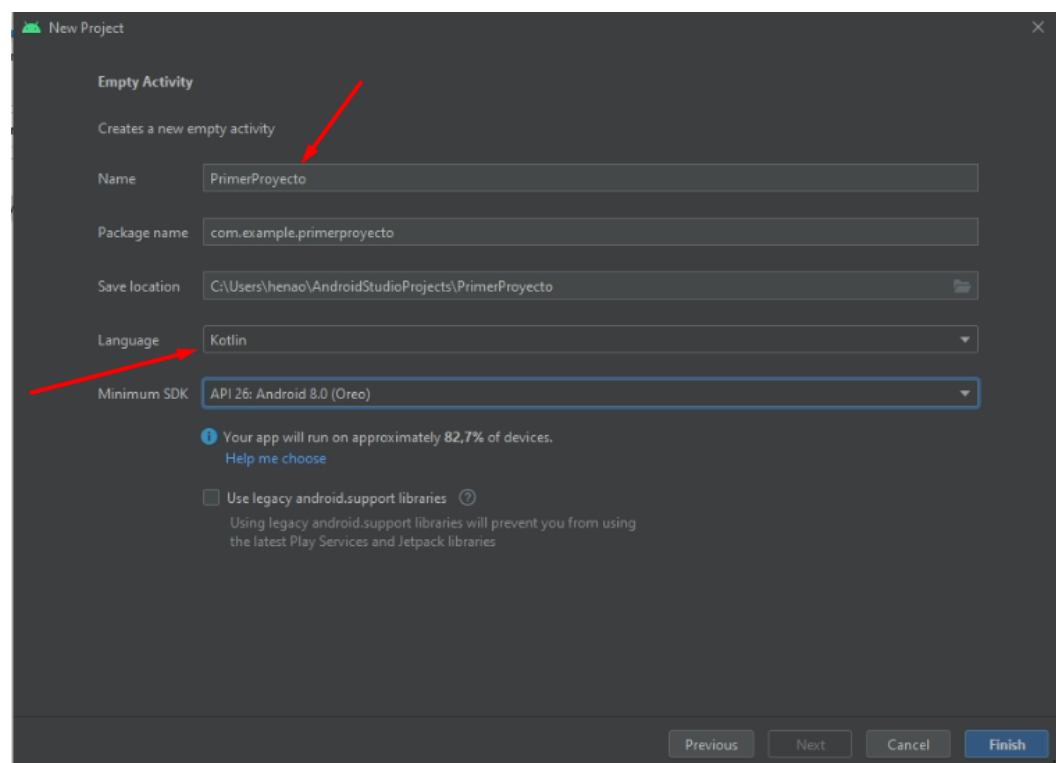 New Project
Empty Activity
Creates a new empty activity
Name PrimerProyecto
Package name com.example.primerproyecto
Save location C:\Users\henao\AndroidStudioProjects\PrimerProyecto
Language Kotlin
Minimum SDK API 26: Android 8.0 (Oreo)
Your app will run on approximately 82,7% of devices.
Help me choose
Use legacy android.support libraries ?
Using legacy android.support libraries will prevent you from using
the latest Play Services and Jetpack libraries
Previous Next Cancel Finish